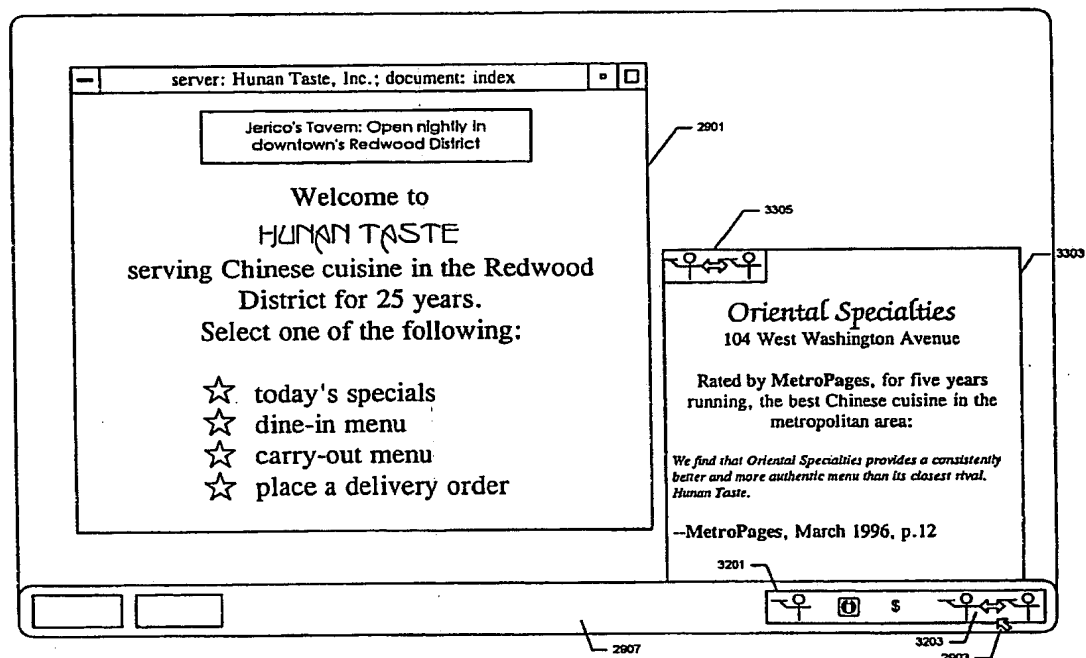 server: Hunan Taste, Inc.; document: index
Jerico's Tavern: Open nightly in
downtown's Redwood District
2901
Welcome to
HUNAN TASTE
serving Chinese cuisine in the Redwood
District for 25 years.
Select one of the following:
today's specials
dine-in menu
carry-out menu
place a delivery order
3305
3303
Oriental Specialties
104 West Washington Avenue
Rated by MetroPages, for five years
running, the best Chinese cuisine in the
metropolitan area:
We find that Oriental Specialties provides a consistently
better and more authentic menu than its closest rival,
Hunan Taste.
--MetroPages, March 1996, p.12
3201
$
3203
2903
2907